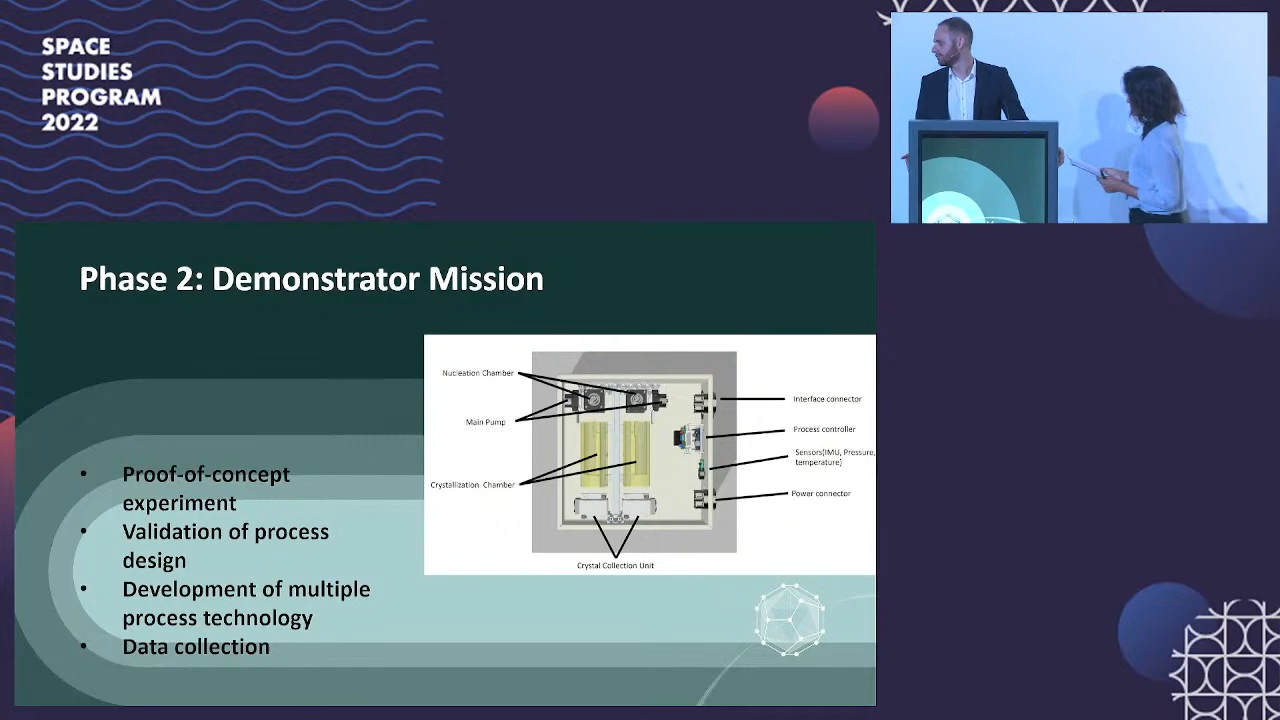 SPACE
STUDIES
PROGRAM
2022
Phase 2: Demonstrator Mission
• Proof-of-concept
experiment
• Validation of process
design
• Development of multiple
process technology
• Data collection
Nucleation Chamber
Main Pump
Crystallization Chamber
Crystal Collection Unit
Interface connector
Process controller
Sensors(IMU, Pressure,
temperature)
Power connector